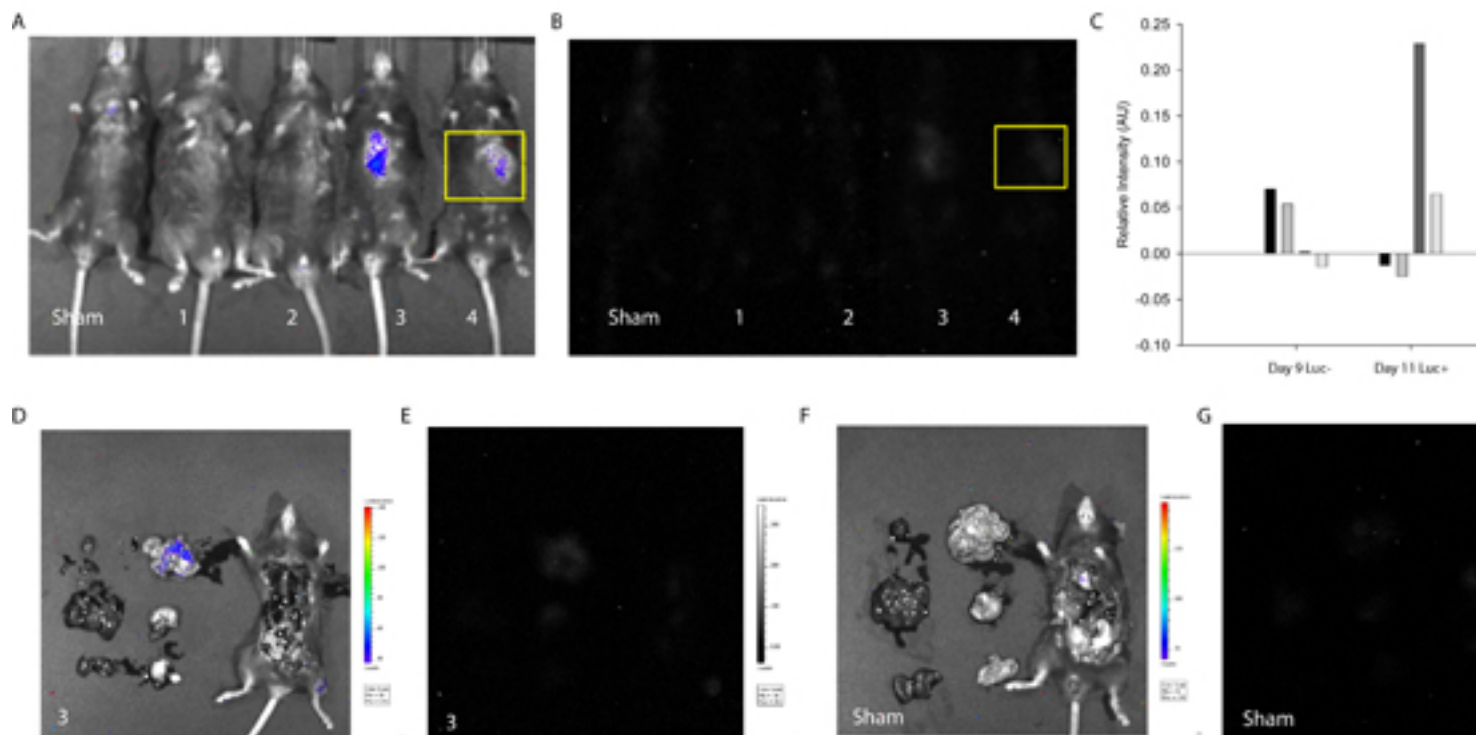 A
B
C
Sham 1 2 3 4
Sham 1 2 3 4
Relative Intensity (AU)
0.25
0.20
0.15
0.10
0.05
0.00
-0.05
-0.10
Day 9 Luc- Day 11 Luc+
D
E
F
G
3
3
Sham
Sham